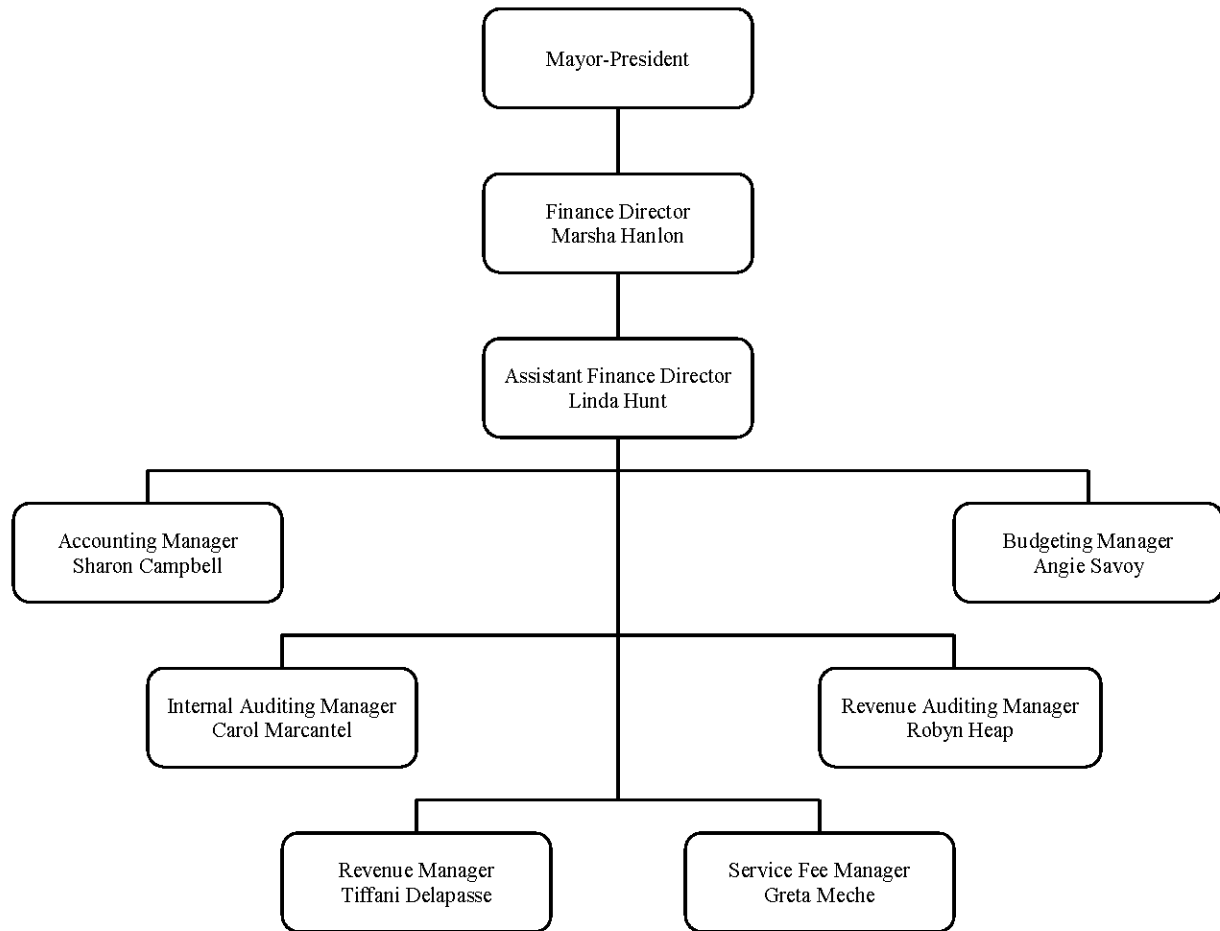 Mayor-President
Finance Director
Marsha Hanlon
Assistant Finance Director
Linda Hunt
Accounting Manager
Sharon Campbell
Budgeting Manager
Angie Savoy
Internal Auditing Manager
Carol Marcantel
Revenue Auditing Manager
Robyn Heap
Revenue Manager
Tiffani Delapasse
Service Fee Manager
Greta Meche